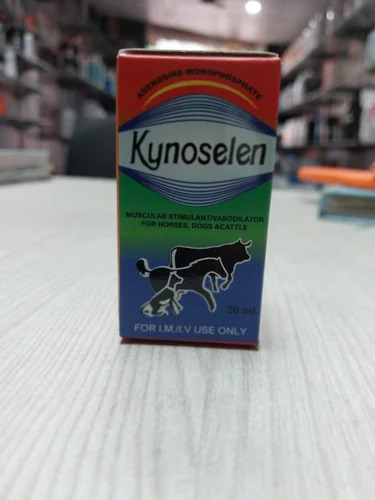 ADENOSINE MONOPHOSPHATE
Kynoselen
MUSCULAR STIMULANT/VASODILATOR
FOR HORSES, DOGS &CATTLE
20 ml.
FOR I.M./I.V USE ONLY